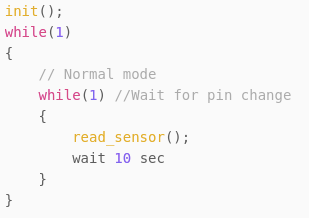 init();
while(1)
{
    // Normal mode
    while(1) //Wait for pin change
    {
        read_sensor();
        wait 10 sec
    }
}